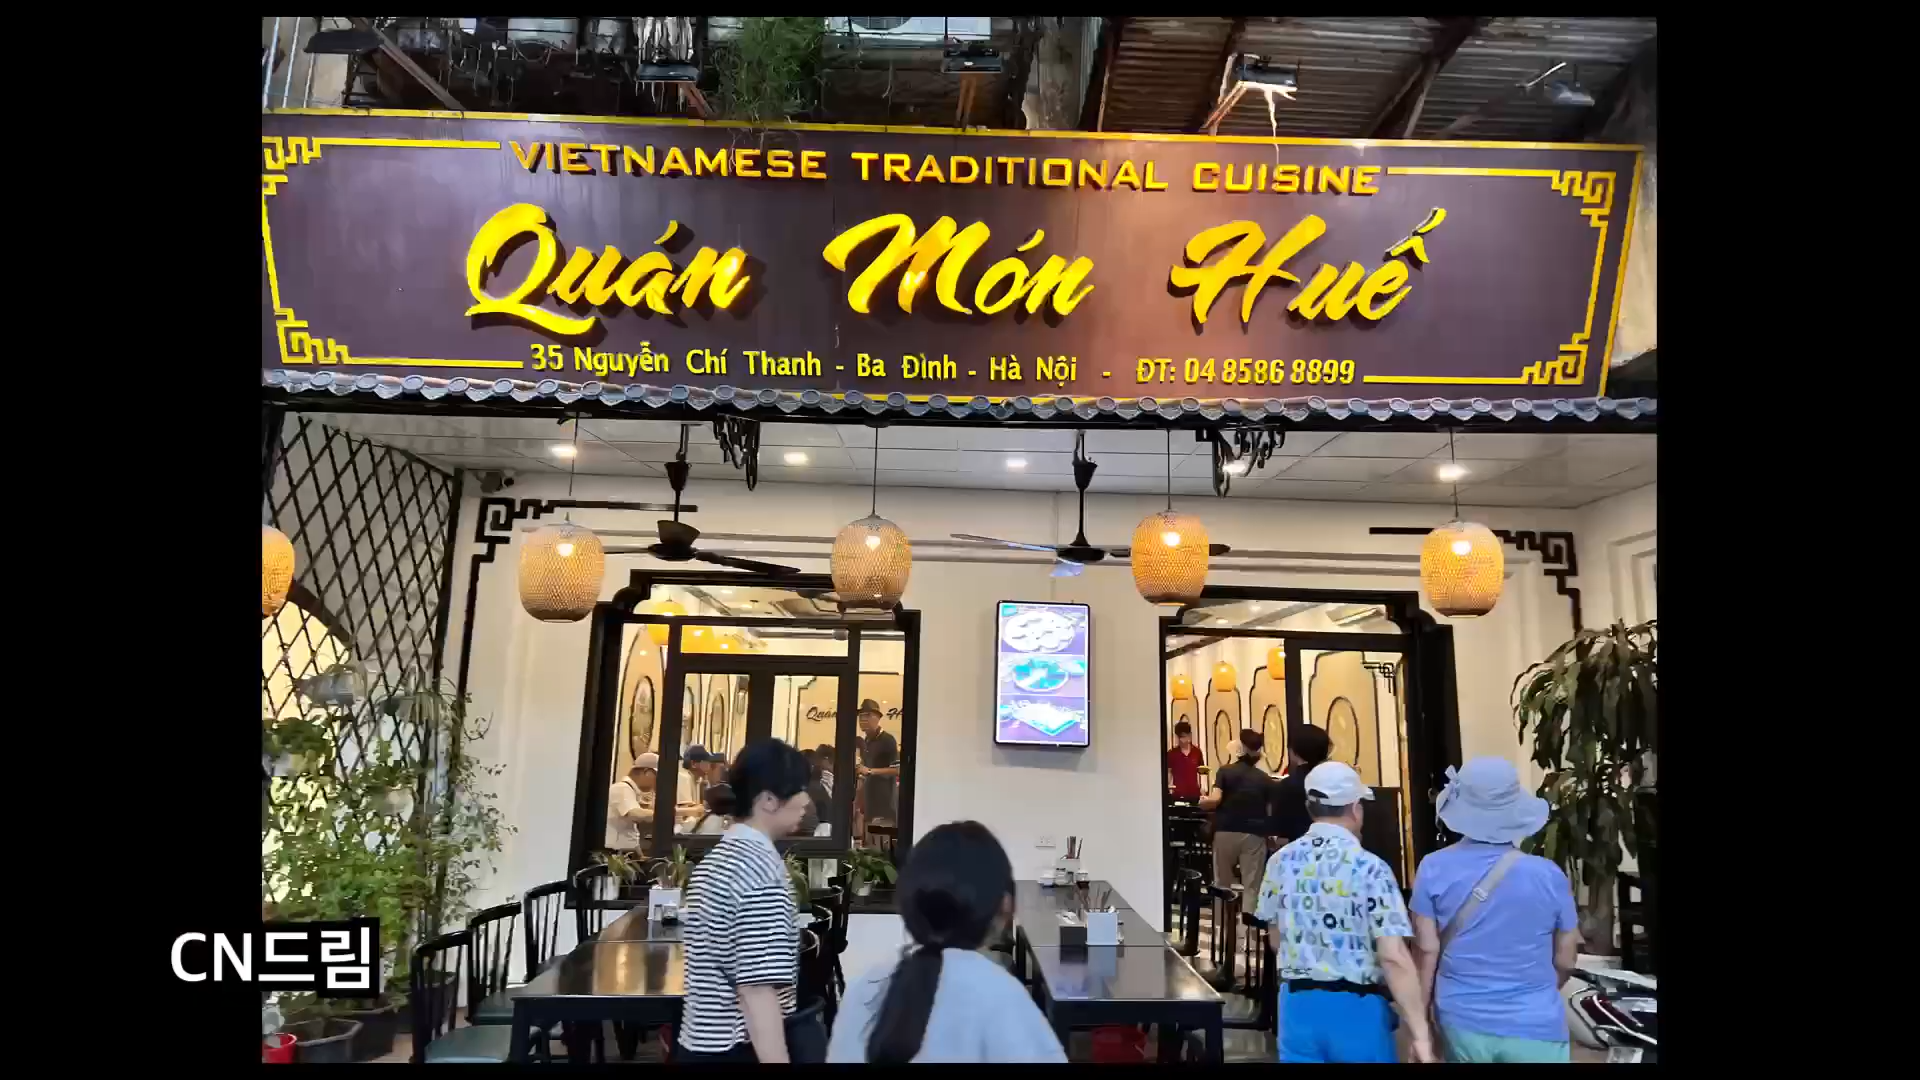 VIETNAMESE TRADITIONAL CUISINE
Quán Món Huế
35 Nguyễn Chí Thanh - Ba Đình - Hà Nội - ĐT: 04 8586 8899
Quán
CN드림